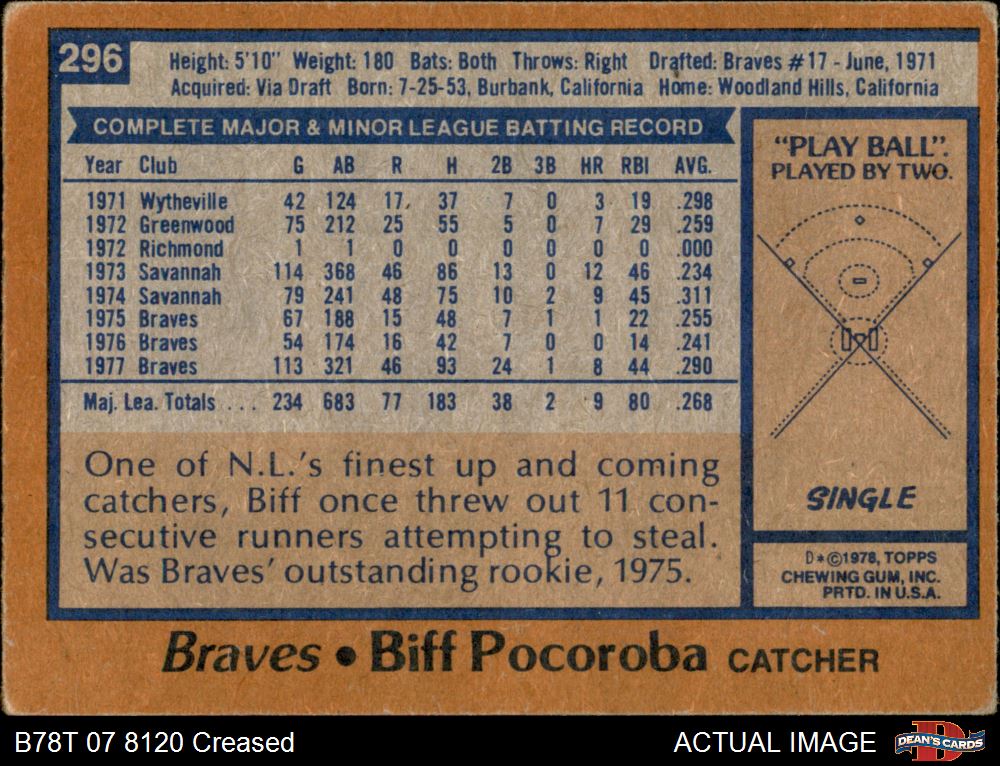 296
Height: 5'10" Weight: 180 Bats: Both Throws: Right Drafted: Braves #17 - June, 1971
Acquired: Via Draft Born: 7-25-53, Burbank, California Home: Woodland Hills, California
COMPLETE MAJOR & MINOR LEAGUE BATTING RECORD
Year Club G AB R H 2B 3B HR RBI AVG.
1971 Wytheville 42 124 17 37 7 0 3 19 .298
1972 Greenwood 75 212 25 55 5 0 7 29 .259
1972 Richmond 1 1 0 0 0 0 0 0 .000
1973 Savannah 114 368 46 86 13 0 12 46 .234
1974 Savannah 79 241 48 75 10 2 9 45 .311
1975 Braves 67 188 15 48 7 1 1 22 .255
1976 Braves 54 174 16 42 7 0 0 14 .241
1977 Braves 113 321 46 93 24 1 8 44 .290
Maj. Lea. Totals ... 234 683 77 183 38 2 9 80 .268
One of N.L.'s finest up and coming
catchers, Biff once threw out 11 con-
secutive runners attempting to steal.
Was Braves' outstanding rookie, 1975.
"PLAY BALL".
PLAYED BY TWO.
SINGLE
D*©1978, TOPPS
CHEWING GUM, INC.
PRTD. IN U.S.A.
Braves • Biff Pocoroba CATCHER
B78T 07 8120 Creased
ACTUAL IMAGE
D
DEAN'S CARDS